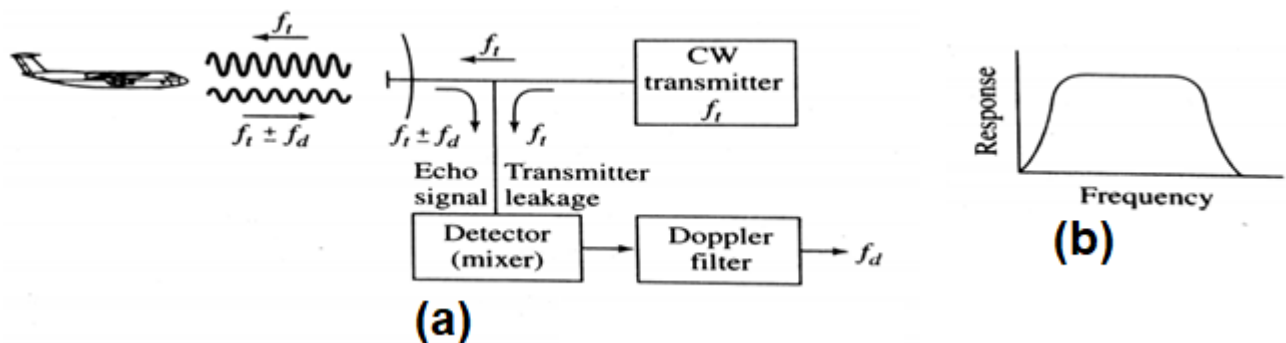 f_t
f_t ± f_d
f_t
f_t ± f_d
f_t
CW
transmitter
f_t
Echo
signal
Transmitter
leakage
Detector
(mixer)
Doppler
filter
f_d
(a)
Response
Frequency
(b)